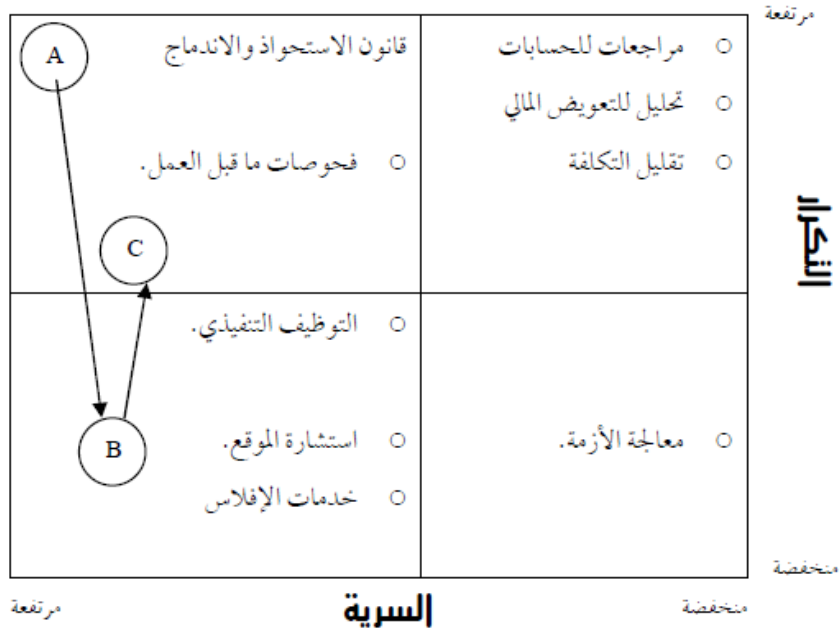 مرتفعة
مراجعات للحسابات
تحليل للتعويض المالي
تقليل التكلفة
قانون الاستحواذ والاندماج
فحوصات ما قبل العمل.
A
C
التكرار
معالجة الأزمة.
التوظيف التنفيذي.
استشارة الموقع.
خدمات الإفلاس
B
منخفضة
منخفضة
السرية
مرتفعة